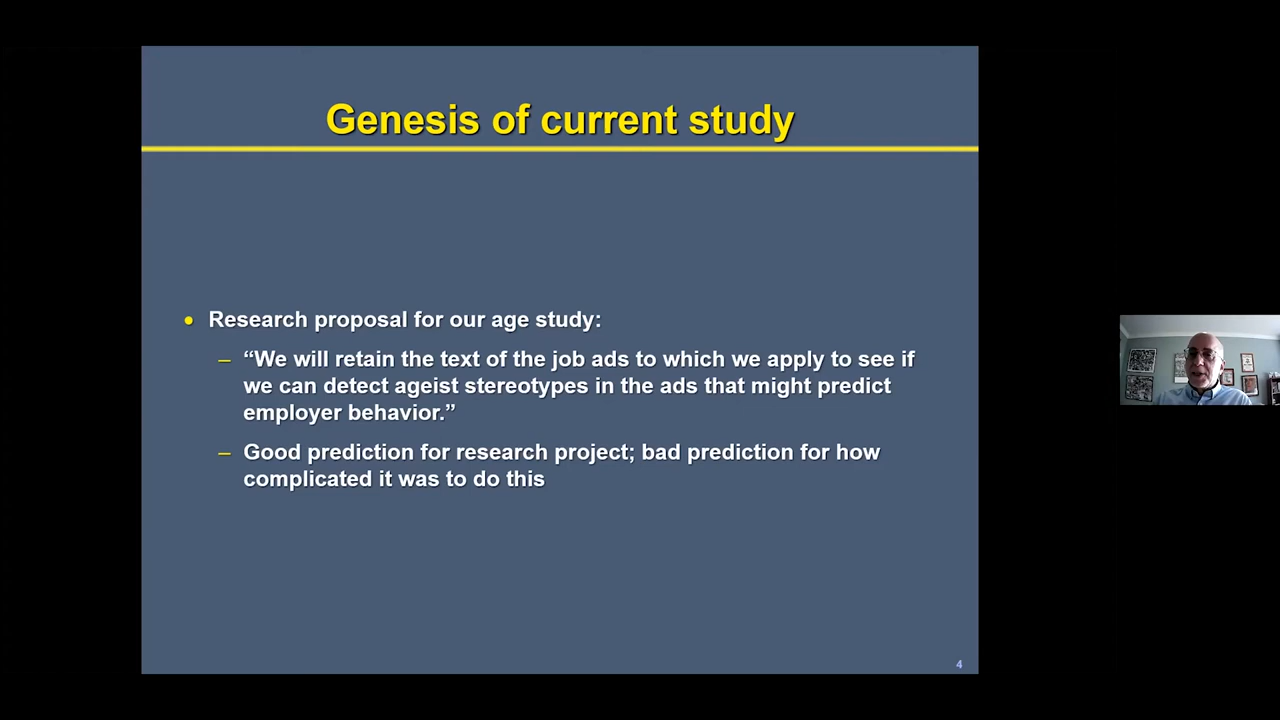 Genesis of current study
• Research proposal for our age study:
– “We will retain the text of the job ads to which we apply to see if
we can detect ageist stereotypes in the ads that might predict
employer behavior.”
– Good prediction for research project; bad prediction for how
complicated it was to do this
4